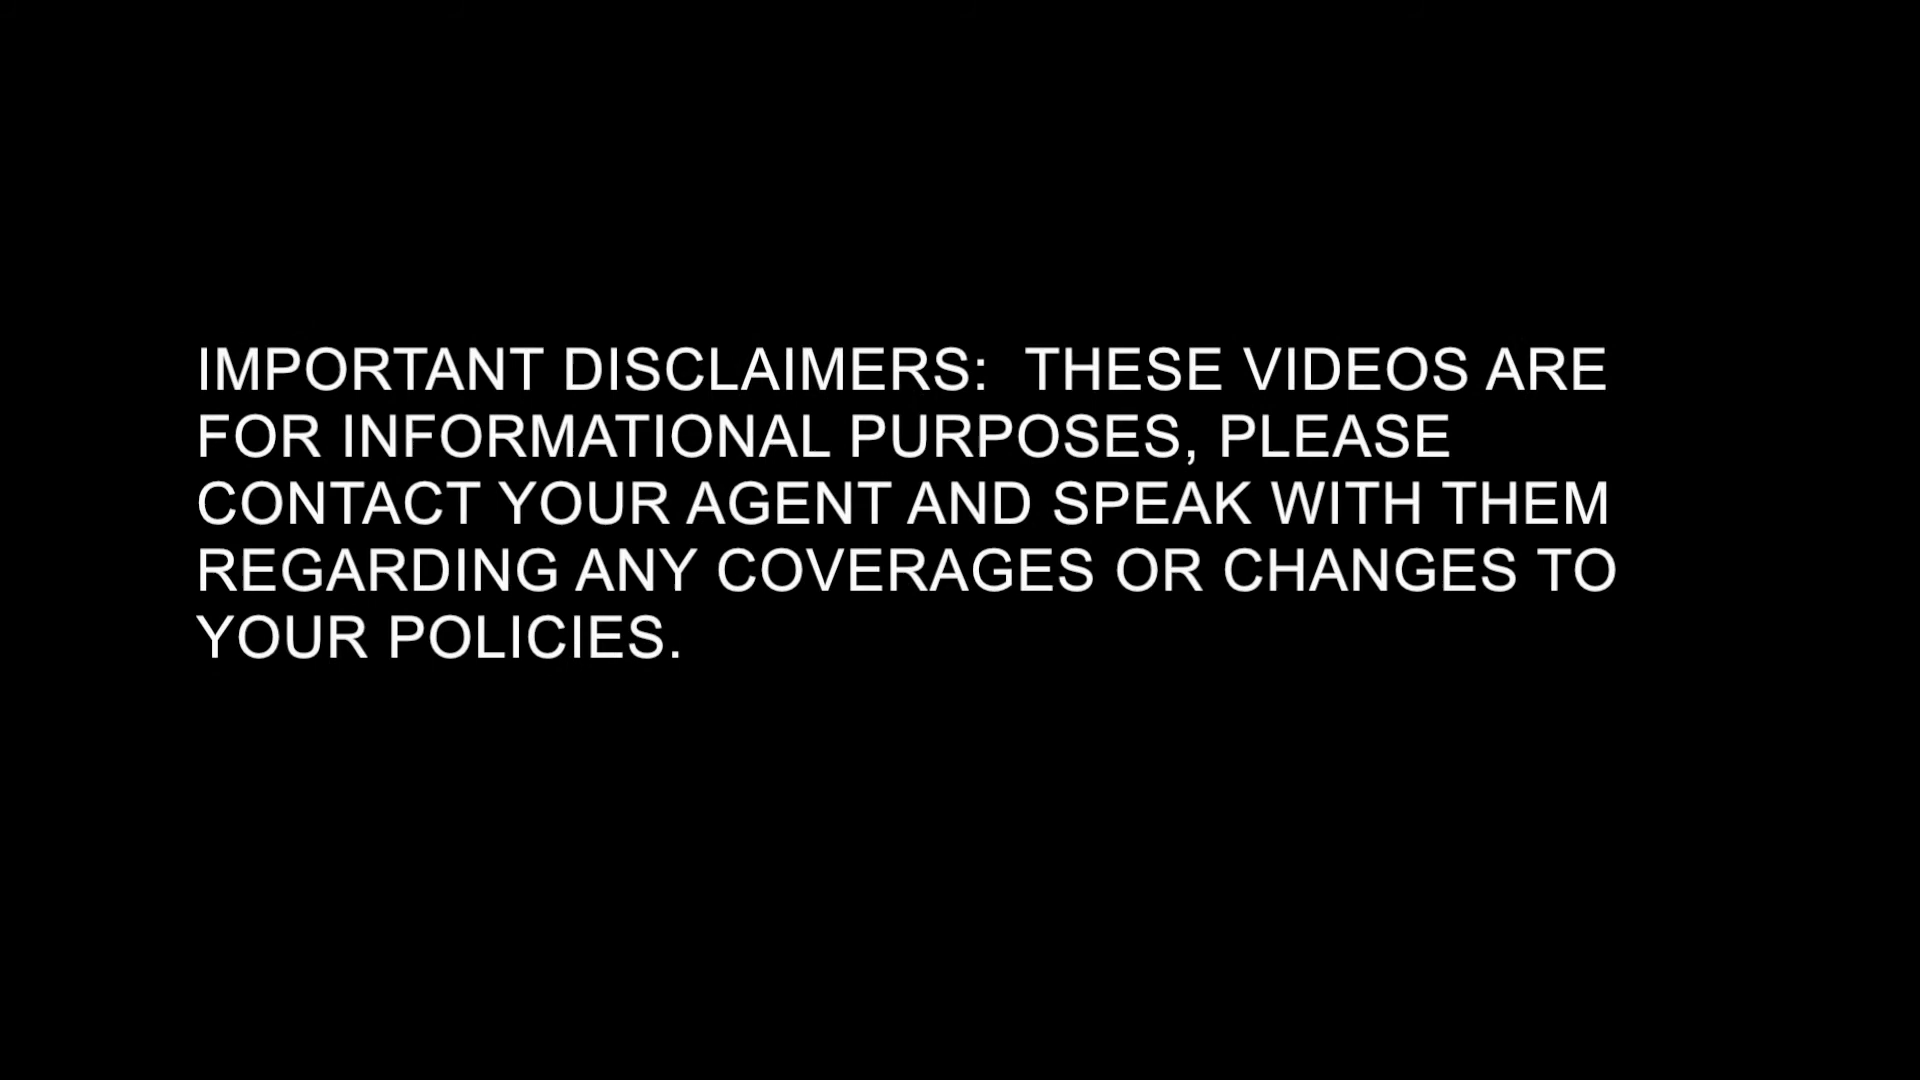 IMPORTANT DISCLAIMERS:  THESE VIDEOS ARE
FOR INFORMATIONAL PURPOSES, PLEASE
CONTACT YOUR AGENT AND SPEAK WITH THEM
REGARDING ANY COVERAGES OR CHANGES TO
YOUR POLICIES.